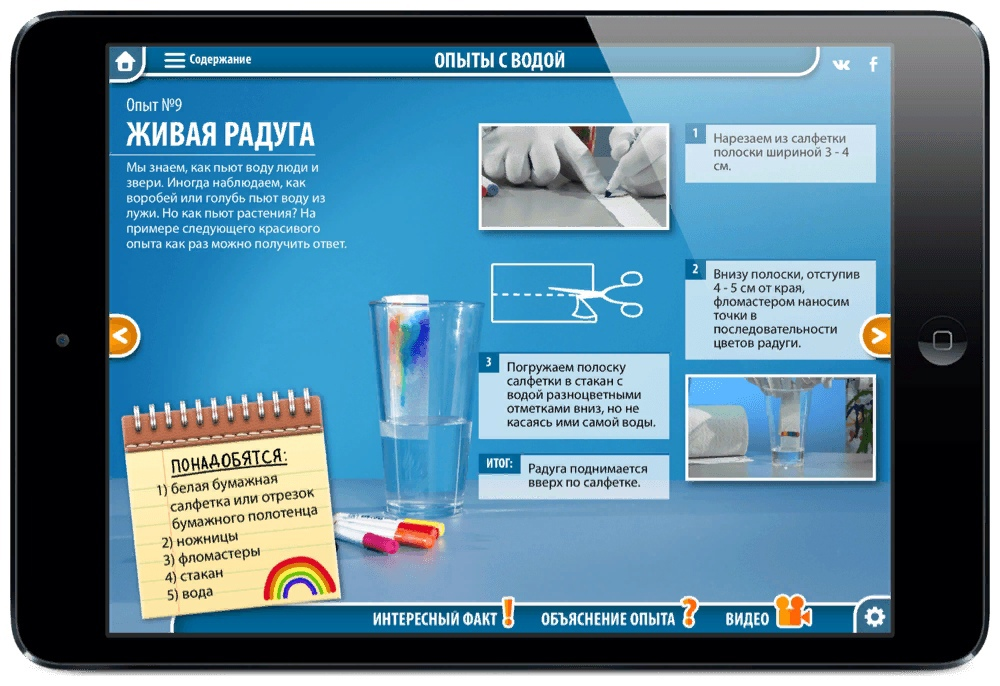 Содержание
ОПЫТЫ С ВОДОЙ
Опыт №9
ЖИВАЯ РАДУГА
Мы знаем, как пьют воду люди и
звери. Иногда наблюдаем, как
воробей или голубь пьют воду из
лужи. Но как пьют растения? На
примере следующего красивого
опыта как раз можно получить ответ.
1
Нарезаем из салфетки
полоски шириной 3 - 4
см.
2
Внизу полоски, отступив
4 - 5 см от края,
фломастером наносим
точки в
последовательности
цветов радуги.
3
Погружаем полоску
салфетки в стакан с
водой разноцветными
отметками вниз, но не
касаясь ими самой воды.
ИТОГ:
Радуга поднимается
вверх по салфетке.
ПОНАДОБЯТСЯ:
1) белая бумажная
салфетка или отрезок
бумажного полотенца
2) ножницы
3) фломастеры
4) стакан
5) вода
ИНТЕРЕСНЫЙ ФАКТ !
ОБЪЯСНЕНИЕ ОПЫТА ?
ВИДЕО